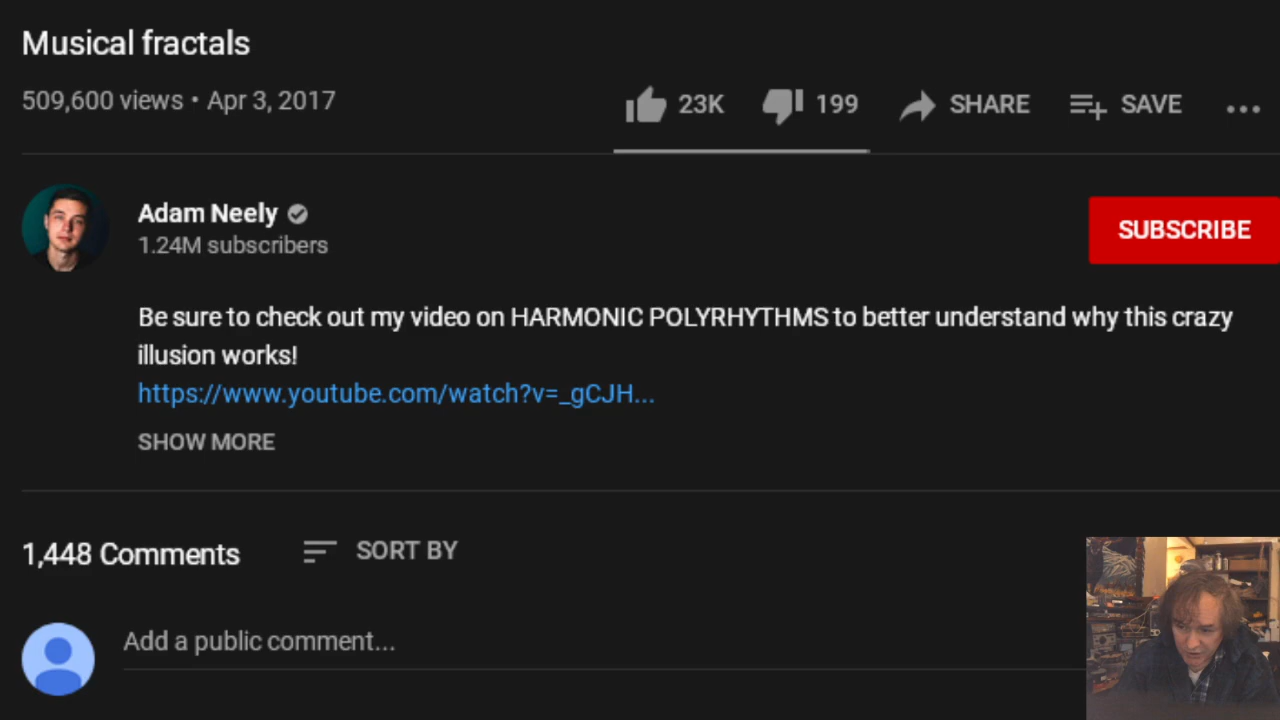 Musical fractals
509,600 views • Apr 3, 2017
23K
199
SHARE
SAVE
Adam Neely
1.24M subscribers
SUBSCRIBE
Be sure to check out my video on HARMONIC POLYRHYTHMS to better understand why this crazy
illusion works!
https://www.youtube.com/watch?v=_gCJH...
SHOW MORE
1,448 Comments
SORT BY
Add a public comment...